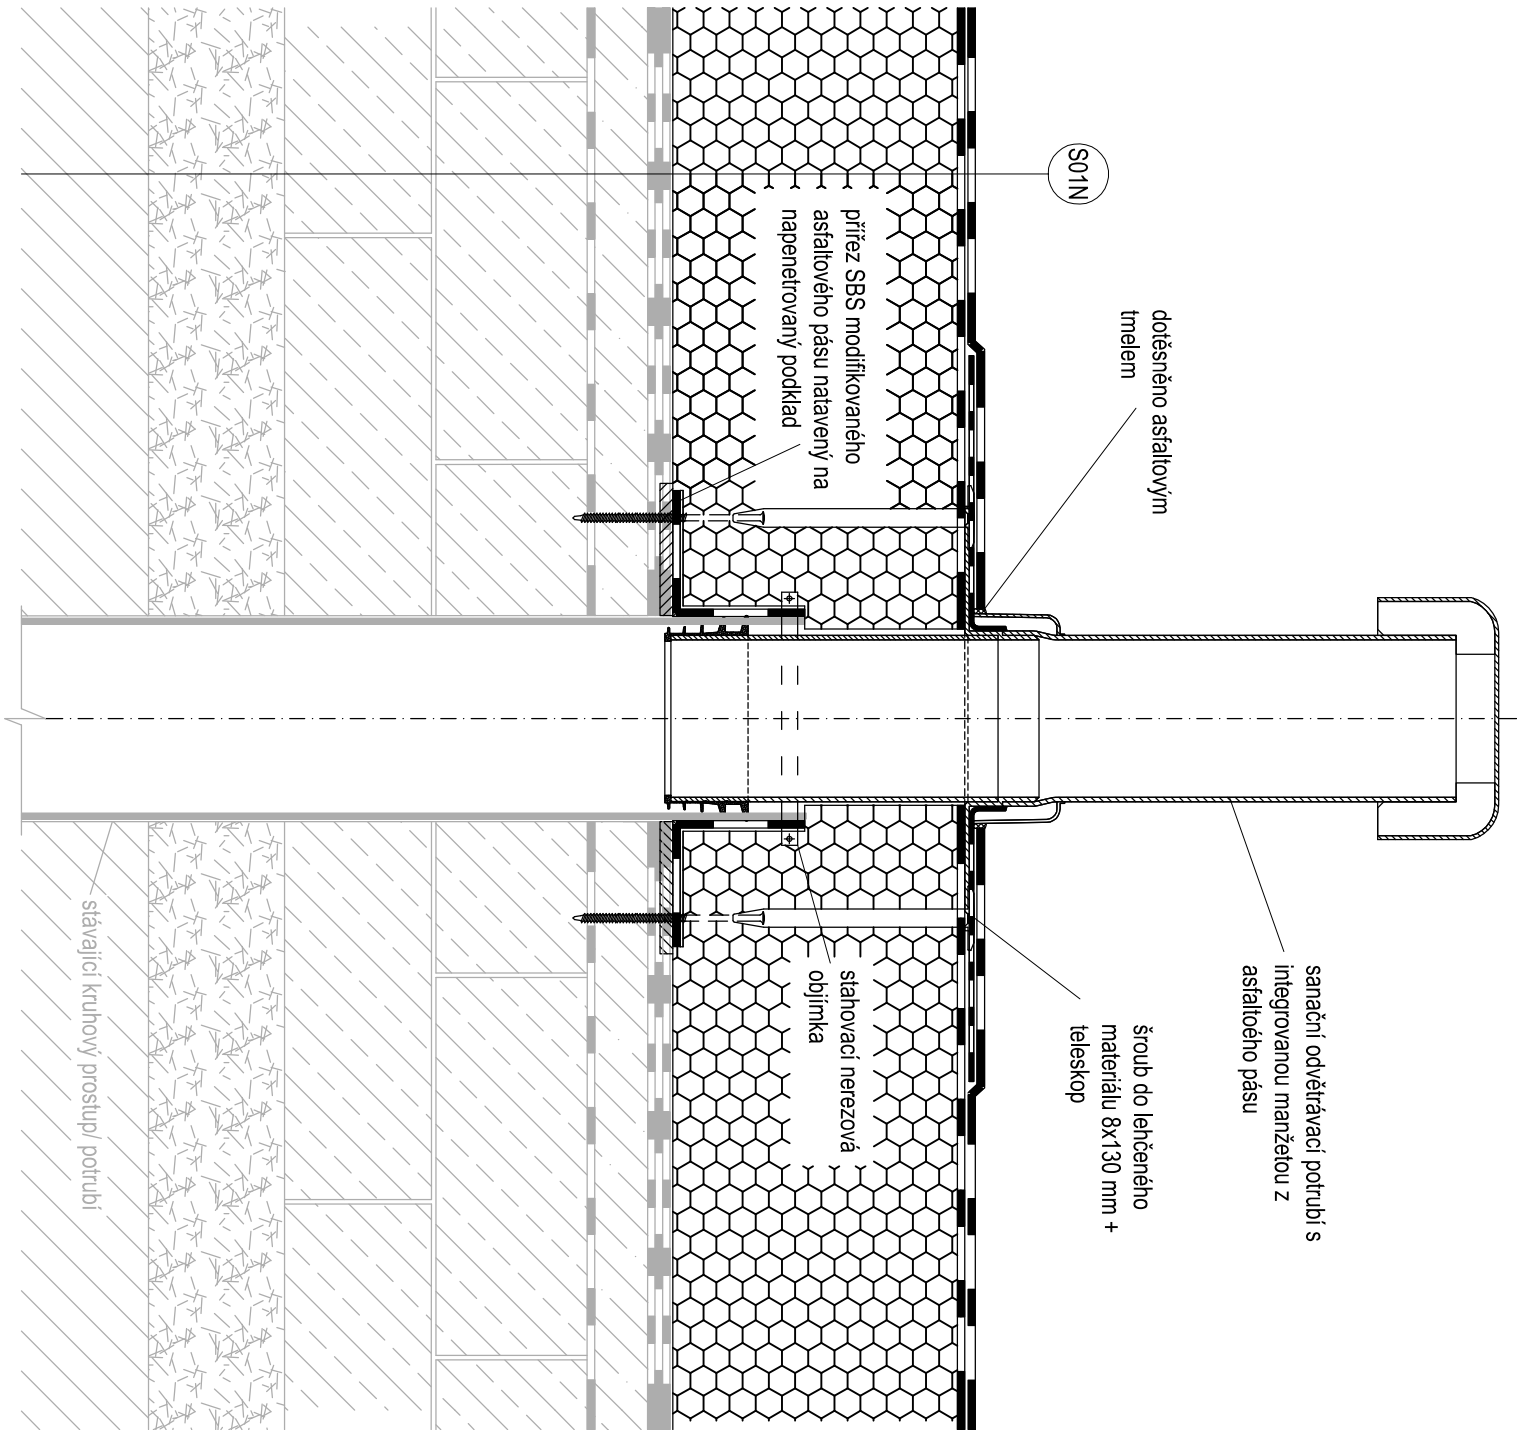 S01N
přířez SBS modifikovaného
asfaltového pásu natavený na
napenetrovaný podklad
dotěsněno asfaltovým
tmelem
sanační odvětrávací potrubí s
integrovanou manžetou z
asfaltoého pásu
šroub do lehčeného
materiálu 8x130 mm +
teleskop
stahovací nerezová
objímka
stávající kruhový prostup/ potrubí